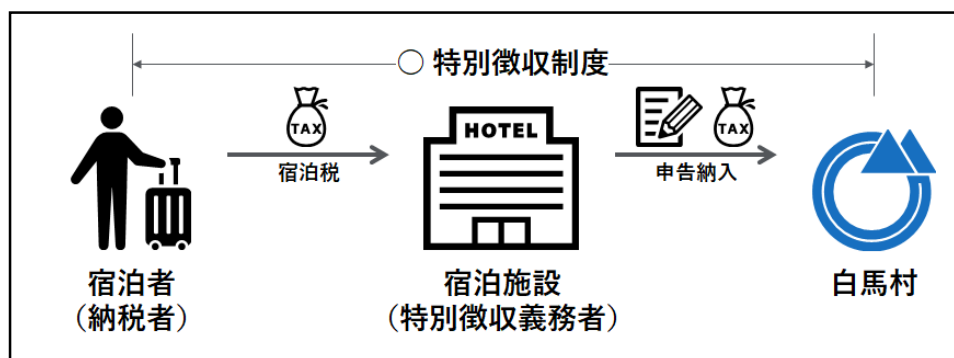 ○ 特別徴収制度
TAX
宿泊税
HOTEL
TAX
申告納入
宿泊者
（納税者）
宿泊施設
（特別徴収義務者）
白馬村